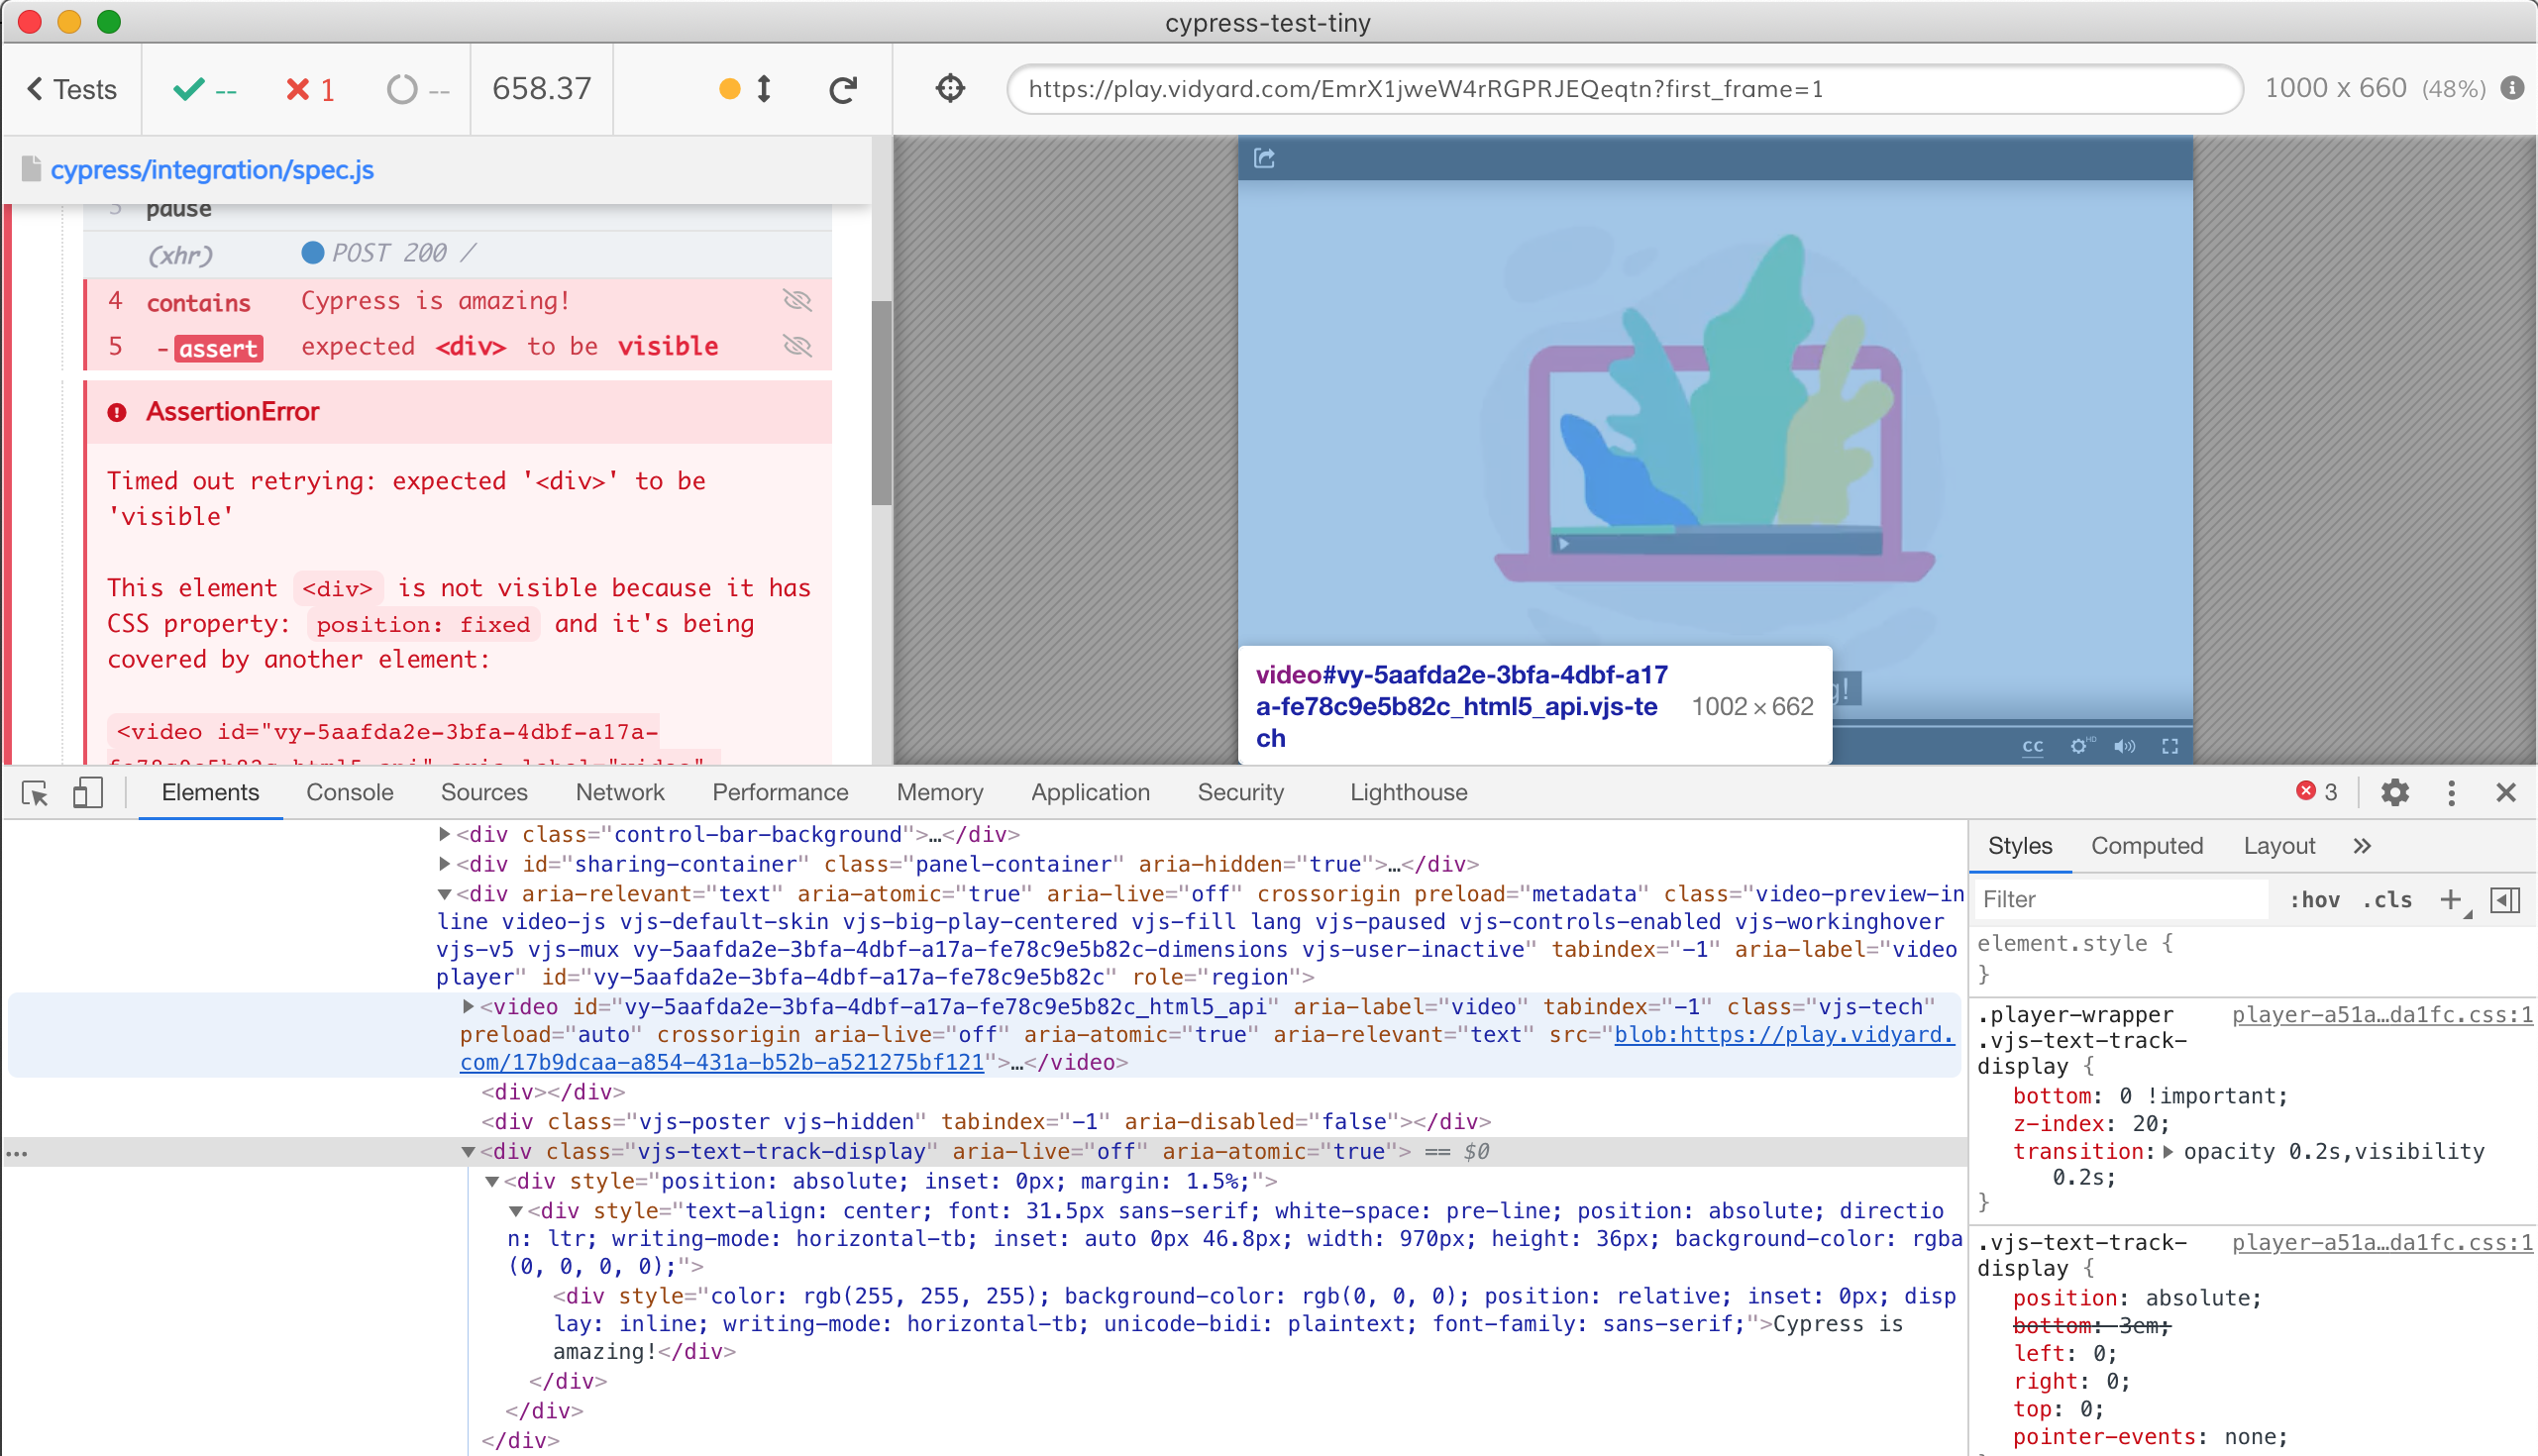 cypress-test-tiny
Tests
--
1
--
658.37
https://play.vidyard.com/EmrX1jweW4rRGPRJEQeqtn?first_frame=1
1000 x 660 (48%)
cypress/integration/spec.js
3 pause
(xhr) POST 200 /
4 contains Cypress is amazing!
5 -assert expected <div> to be visible
AssertionError
Timed out retrying: expected '<div>' to be
'visible'
This element <div> is not visible because it has
CSS property: position: fixed and it's being
covered by another element:
<video id="vy-5aafda2e-3bfa-4dbf-a17a-
fe78c9e5b82c_html5_api" aria-label="video"
g!
video#vy-5aafda2e-3bfa-4dbf-a17
a-fe78c9e5b82c_html5_api.vjs-te
ch
1002 × 662
CC
HD
Elements Console Sources Network Performance Memory Application Security Lighthouse
3
<div class="control-bar-background">…</div>
<div id="sharing-container" class="panel-container" aria-hidden="true">…</div>
<div aria-relevant="text" aria-atomic="true" aria-live="off" crossorigin preload="metadata" class="video-preview-in
line video-js vjs-default-skin vjs-big-play-centered vjs-fill lang vjs-paused vjs-controls-enabled vjs-workinghover
vjs-v5 vjs-mux vy-5aafda2e-3bfa-4dbf-a17a-fe78c9e5b82c-dimensions vjs-user-inactive" tabindex="-1" aria-label="video
player" id="vy-5aafda2e-3bfa-4dbf-a17a-fe78c9e5b82c" role="region">
<video id="vy-5aafda2e-3bfa-4dbf-a17a-fe78c9e5b82c_html5_api" aria-label="video" tabindex="-1" class="vjs-tech"
preload="auto" crossorigin aria-live="off" aria-atomic="true" aria-relevant="text" src="blob:https://play.vidyard.
com/17b9dcaa-a854-431a-b52b-a521275bf121">…</video>
<div></div>
<div class="vjs-poster vjs-hidden" tabindex="-1" aria-disabled="false"></div>
<div class="vjs-text-track-display" aria-live="off" aria-atomic="true"> == $0
<div style="position: absolute; inset: 0px; margin: 1.5%;">
<div style="text-align: center; font: 31.5px sans-serif; white-space: pre-line; position: absolute; directio
n: ltr; writing-mode: horizontal-tb; inset: auto 0px 46.8px; width: 970px; height: 36px; background-color: rgba
(0, 0, 0, 0);">
<div style="color: rgb(255, 255, 255); background-color: rgb(0, 0, 0); position: relative; inset: 0px; disp
lay: inline; writing-mode: horizontal-tb; unicode-bidi: plaintext; font-family: sans-serif;">Cypress is
amazing!</div>
</div>
</div>
</div>
Styles Computed Layout
Filter :hov .cls
element.style {
}
.player-wrapper player-a51a…da1fc.css:1
.vjs-text-track-
display {
bottom: 0 !important;
z-index: 20;
transition: opacity 0.2s,visibility
0.2s;
}
.vjs-text-track- player-a51a…da1fc.css:1
display {
position: absolute;
bottom: 3em;
left: 0;
right: 0;
top: 0;
pointer-events: none;